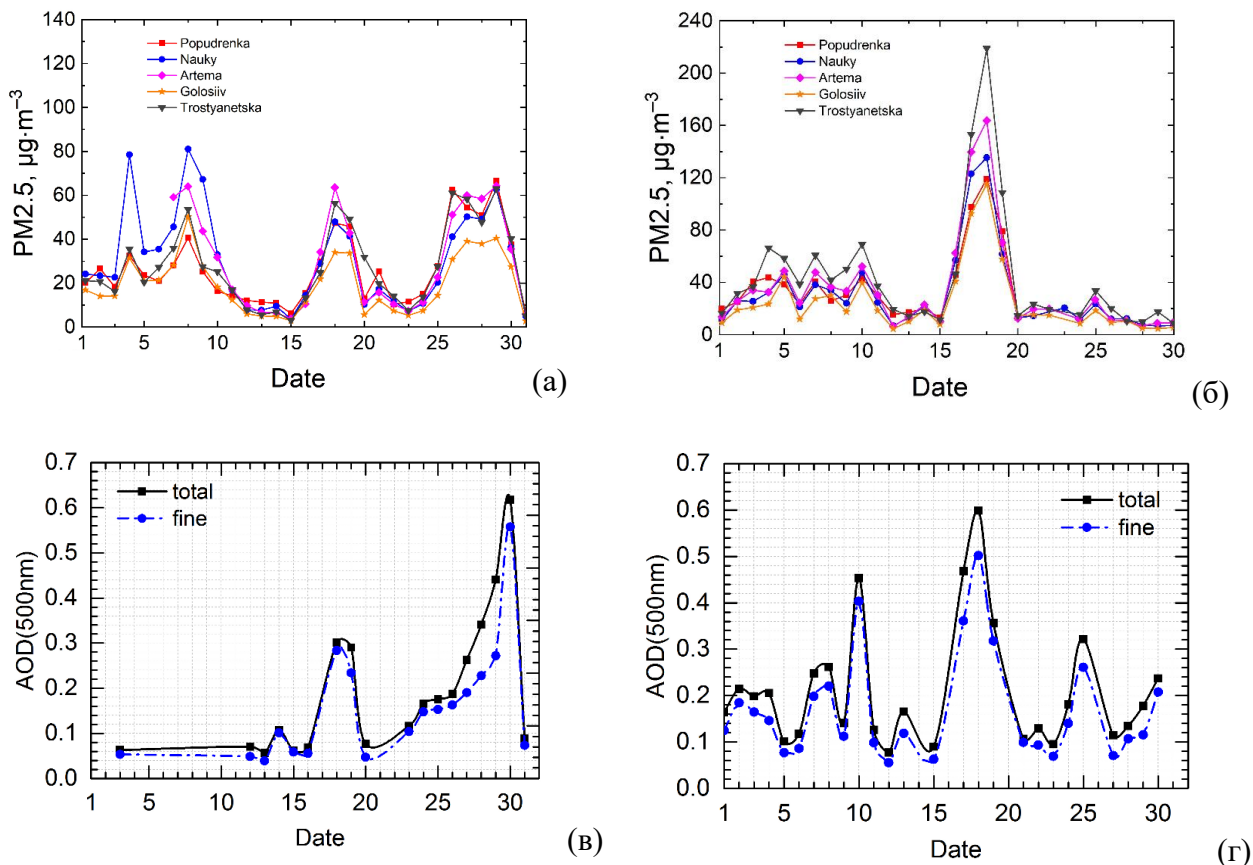 140
120
100
80
60
40
20
0
PM2.5, µg·m⁻³
Popudrenka
Nauky
Artema
Golosiiv
Trostyanetska
1 5 10 15 20 25 30
Date
(а)
240
200
160
120
80
40
0
PM2.5, µg·m⁻³
Popudrenka
Nauky
Artema
Golosiiv
Trostyanetska
1 5 10 15 20 25 30
Date
(б)
0.7
0.6
0.5
0.4
0.3
0.2
0.1
0.0
AOD(500nm)
total
fine
1 5 10 15 20 25 30
Date
(в)
0.7
0.6
0.5
0.4
0.3
0.2
0.1
0.0
AOD(500nm)
total
fine
1 5 10 15 20 25 30
Date
(г)